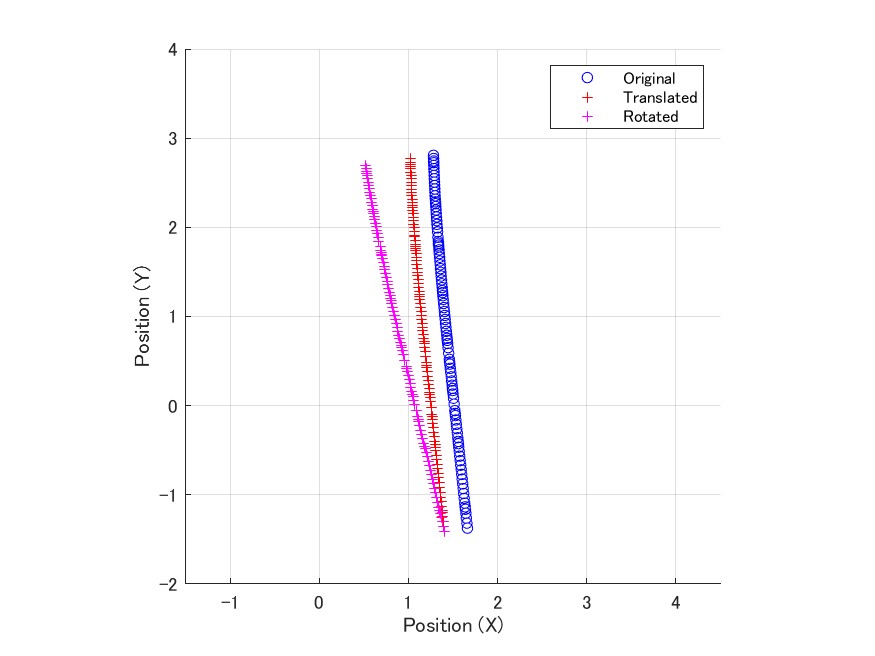 4
3
2
1
0
−1
−2
−1
0
1
2
3
4
Position (X)
Position (Y)
Original
Translated
Rotated